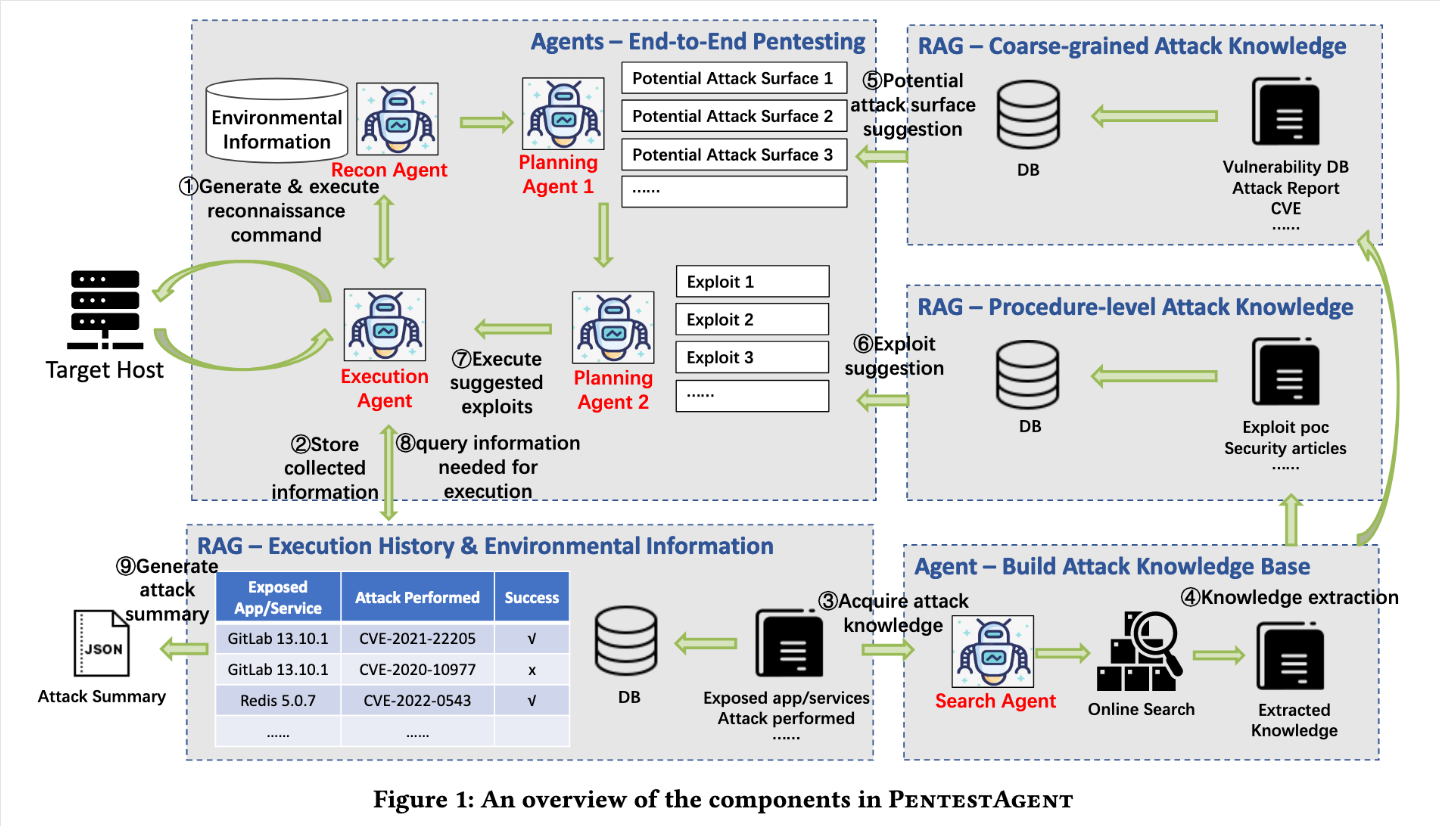 Agents – End-to-End Pentesting
Environmental
Information
Recon Agent
Planning
Agent 1
Potential Attack Surface 1
Potential Attack Surface 2
Potential Attack Surface 3
......
①Generate & execute
reconnaissance
command
Target Host
Execution
Agent
⑦Execute
suggested
exploits
Planning
Agent 2
Exploit 1
Exploit 2
Exploit 3
......
②Store
collected
information
⑧query information
needed for
execution
RAG – Coarse-grained Attack Knowledge
⑤Potential
attack surface
suggestion
DB
Vulnerability DB
Attack Report
CVE
......
RAG – Procedure-level Attack Knowledge
⑥Exploit
suggestion
DB
Exploit poc
Security articles
......
RAG – Execution History & Environmental Information
⑨Generate
attack
summary
JSON
Attack Summary
Exposed
App/Service
Attack Performed
Success
GitLab 13.10.1 CVE-2021-22205 √
GitLab 13.10.1 CVE-2020-10977 x
Redis 5.0.7 CVE-2022-0543 √
...... ......
DB
Exposed app/services
Attack performed
......
③Acquire attack
knowledge
Agent – Build Attack Knowledge Base
④Knowledge extraction
Search Agent
Online Search
Extracted
Knowledge
Figure 1: An overview of the components in PENTESTAGENT